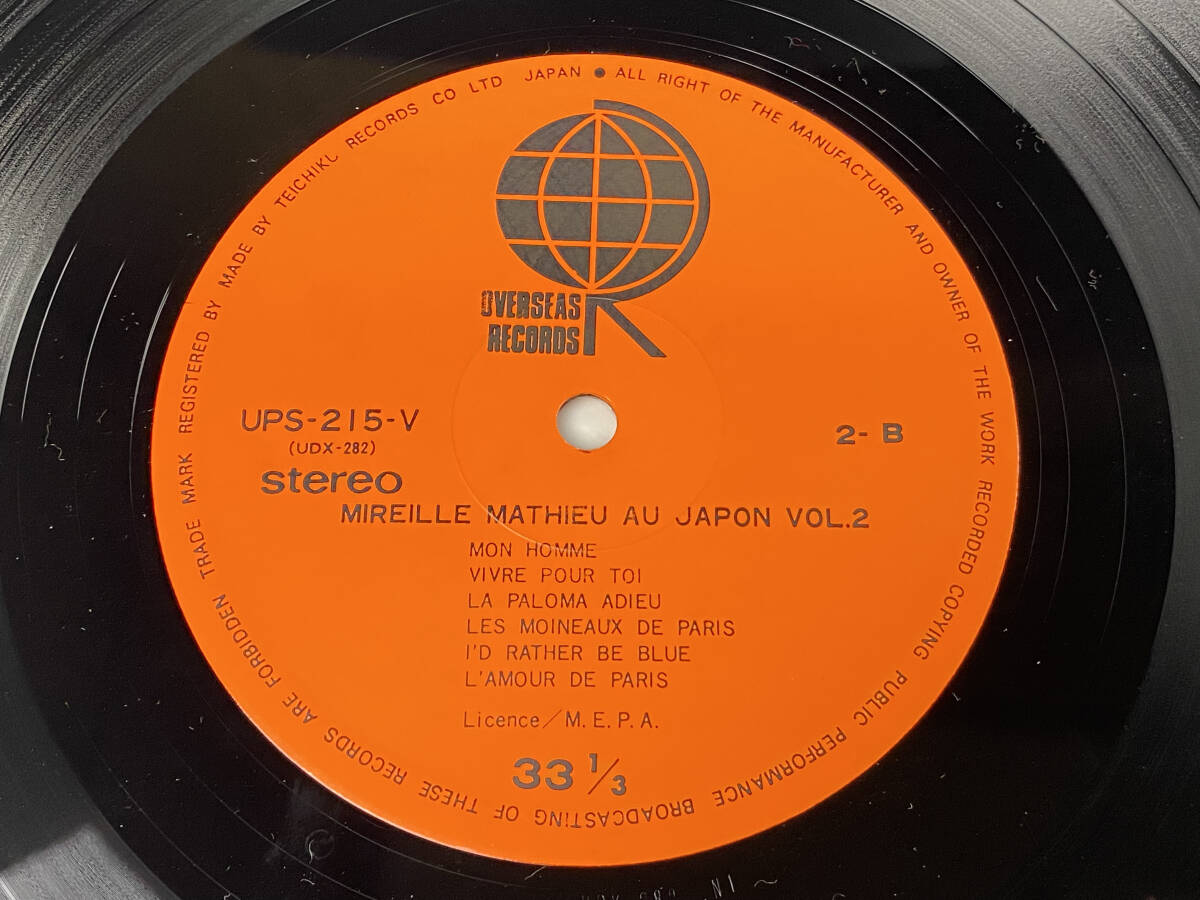 TRADE MARK REGISTERED BY MADE BY TEICHIKU RECORDS CO LTD JAPAN • ALL RIGHT OF THE MANUFACTURER AND OWNER OF THE WORK RECORDED COPYING PUBLIC PERFORMANCE BROADCASTING OF THESE RECORDS ARE FORBIDDEN
R
OVERSEAS
RECORDS
UPS-215-V
(UDX-282)
2-B
stereo
MIREILLE MATHIEU AU JAPON VOL.2
MON HOMME
VIVRE POUR TOI
LA PALOMA ADIEU
LES MOINEAUX DE PARIS
I'D RATHER BE BLUE
L'AMOUR DE PARIS
Licence/M.E.P.A.
33 1/3